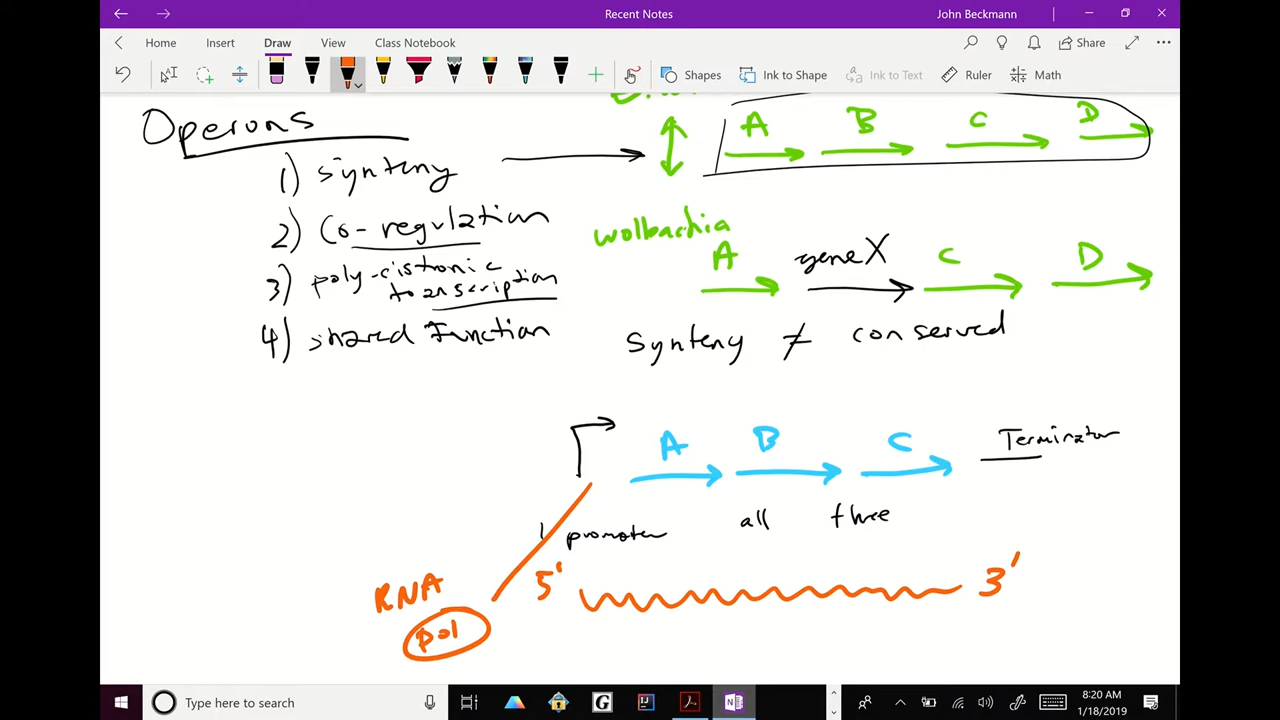 Recent Notes
John Beckmann
Home Insert Draw View Class Notebook
Share
Shapes
Ink to Shape
Ink to Text
Ruler
Math
Operons
1) synteny
2) Co-regulation
3) poly-cistronic
transcription
4) shared Function
A B C D
wolbachia
A gene X C D
Synteny ≠ conserved
A B C Terminator
1 promoter all three
5' 3'
RNA
pol
Type here to search
8:20 AM
1/18/2019